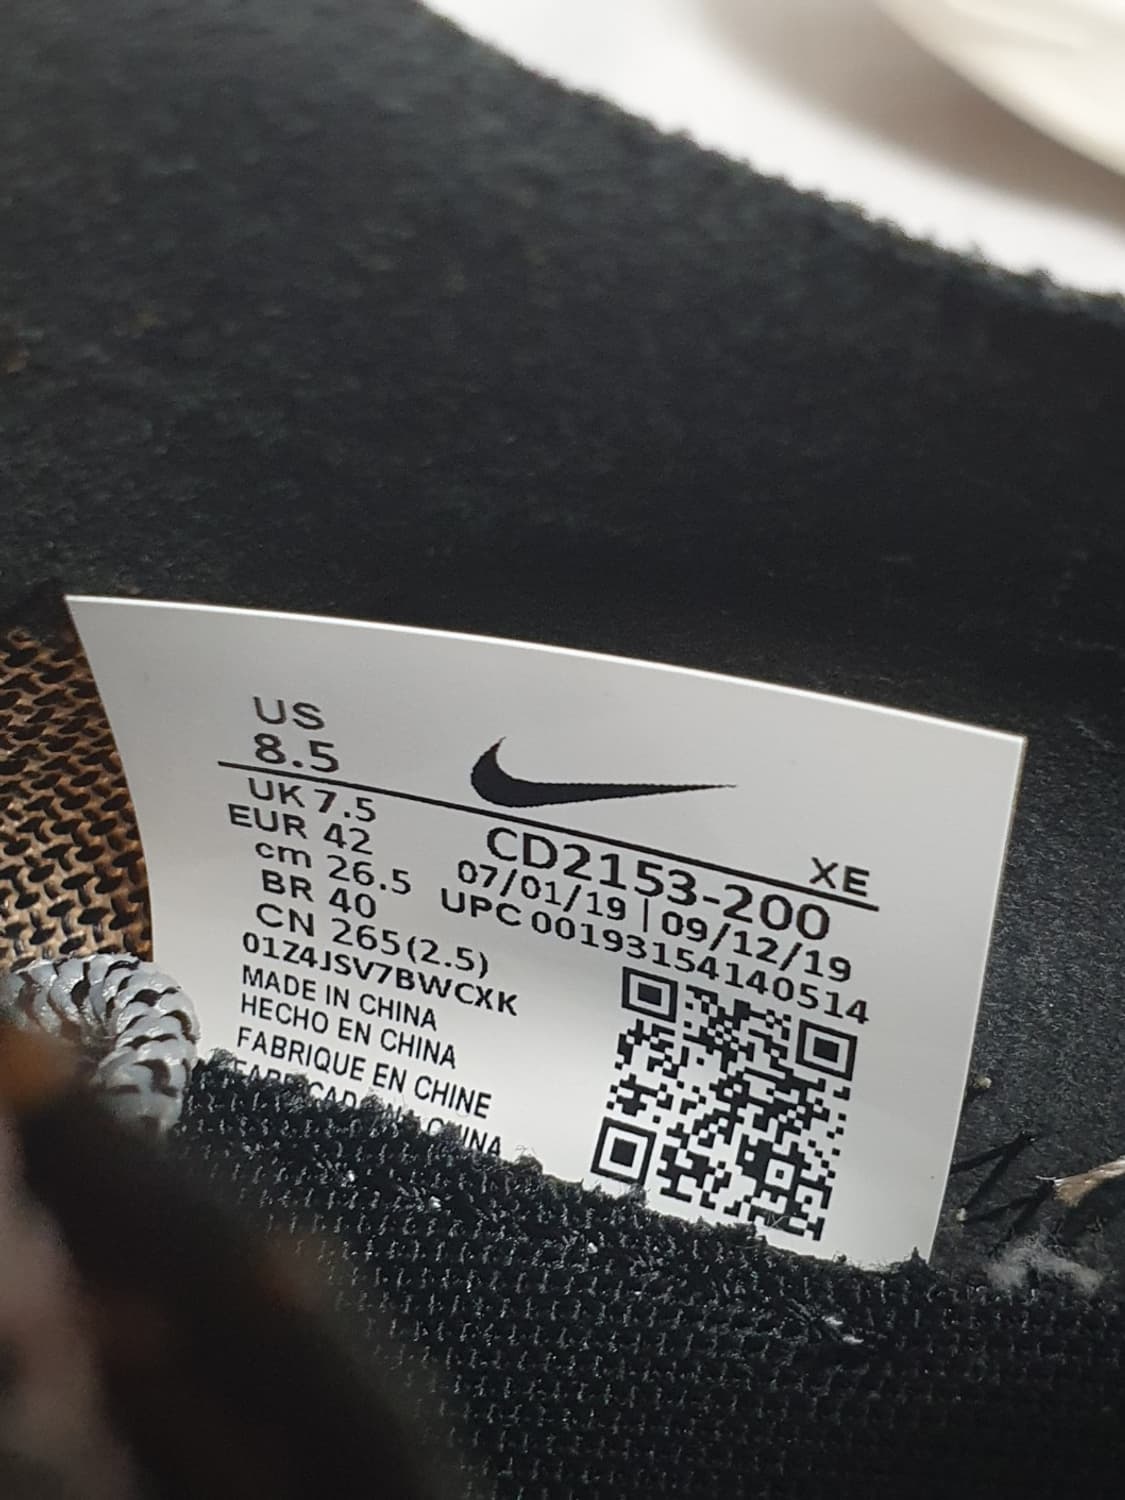 US
8.5
XE
UK 7.5
EUR 42
cm 26.5
BR 40
CN 265(2.5)
CD2153-200
07/01/19 | 09/12/19
UPC 00193154140514
01Z4JSV7BWCXK
MADE IN CHINA
HECHO EN CHINA
FABRIQUE EN CHINE